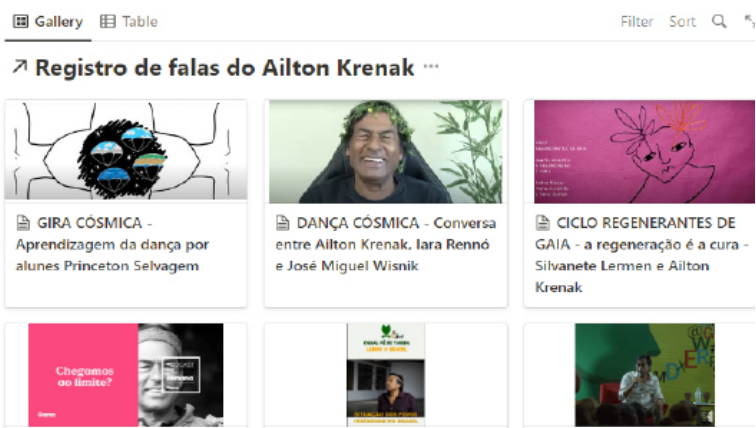 Gallery Table Filter Sort
Registro de falas do Ailton Krenak ...
GIRA CÓSMICA -
Aprendizagem da dança por
alunes Princeton Selvagem
DANÇA CÓSMICA - Conversa
entre Ailton Krenak, Iara Rennó
e José Miguel Wisnik
CICLO REGENERANTES DE
GAIA - a regeneração é a cura -
Silvanete Lermen e Ailton
Krenak
Chegamos
ao limite?